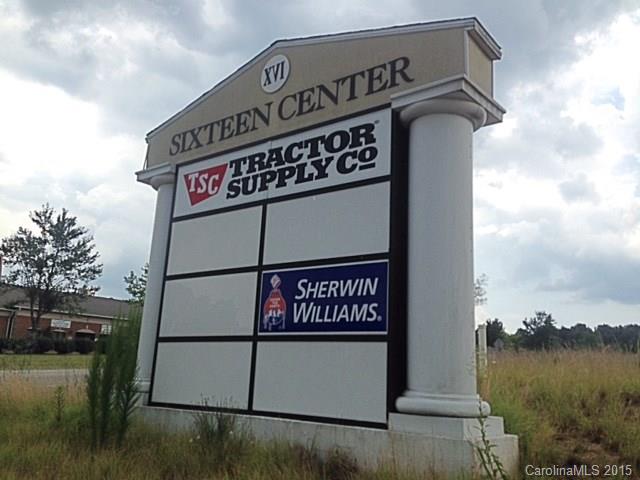 XVI
SIXTEEN CENTER
TSC TRACTOR
SUPPLY CO
SHERWIN
WILLIAMS.
CarolinaMLS 2015